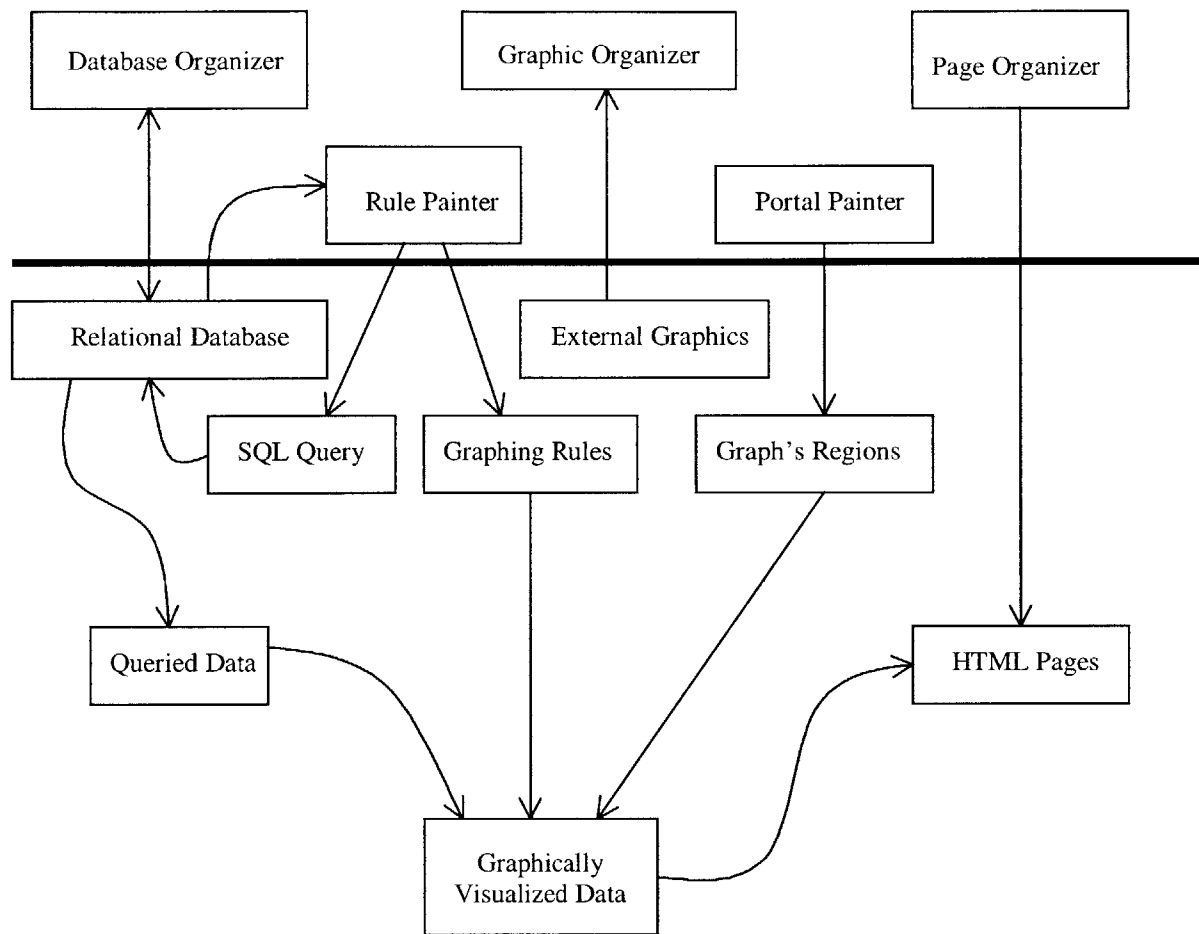 Database Organizer
Graphic Organizer
Page Organizer
Rule Painter
Portal Painter
Relational Database
External Graphics
SQL Query
Graphing Rules
Graph's Regions
Queried Data
HTML Pages
Graphically
Visualized Data